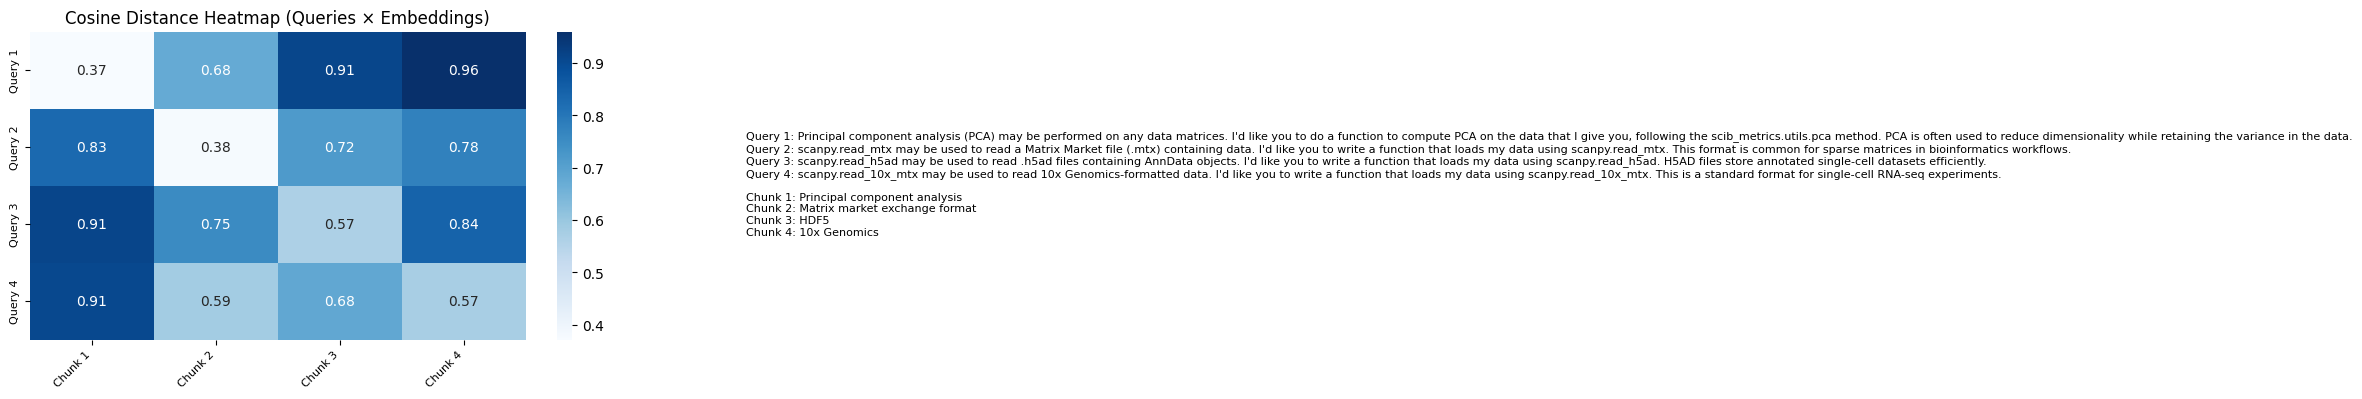 Cosine Distance Heatmap (Queries × Embeddings)
Query 1
0.37 0.68 0.91 0.96
Query 2
0.83 0.38 0.72 0.78
Query 3
0.91 0.75 0.57 0.84
Query 4
0.91 0.59 0.68 0.57
Chunk 1 Chunk 2 Chunk 3 Chunk 4
0.9
0.8
0.7
0.6
0.5
0.4
Query 1: Principal component analysis (PCA) may be performed on any data matrices. I'd like you to do a function to compute PCA on the data that I give you, following the scib_metrics.utils.pca method. PCA is often used to reduce dimensionality while retaining the variance in the data.
Query 2: scanpy.read_mtx may be used to read a Matrix Market file (.mtx) containing data. I'd like you to write a function that loads my data using scanpy.read_mtx. This format is common for sparse matrices in bioinformatics workflows.
Query 3: scanpy.read_h5ad may be used to read .h5ad files containing AnnData objects. I'd like you to write a function that loads my data using scanpy.read_h5ad. H5AD files store annotated single-cell datasets efficiently.
Query 4: scanpy.read_10x_mtx may be used to read 10x Genomics-formatted data. I'd like you to write a function that loads my data using scanpy.read_10x_mtx. This is a standard format for single-cell RNA-seq experiments.
Chunk 1: Principal component analysis
Chunk 2: Matrix market exchange format
Chunk 3: HDF5
Chunk 4: 10x Genomics